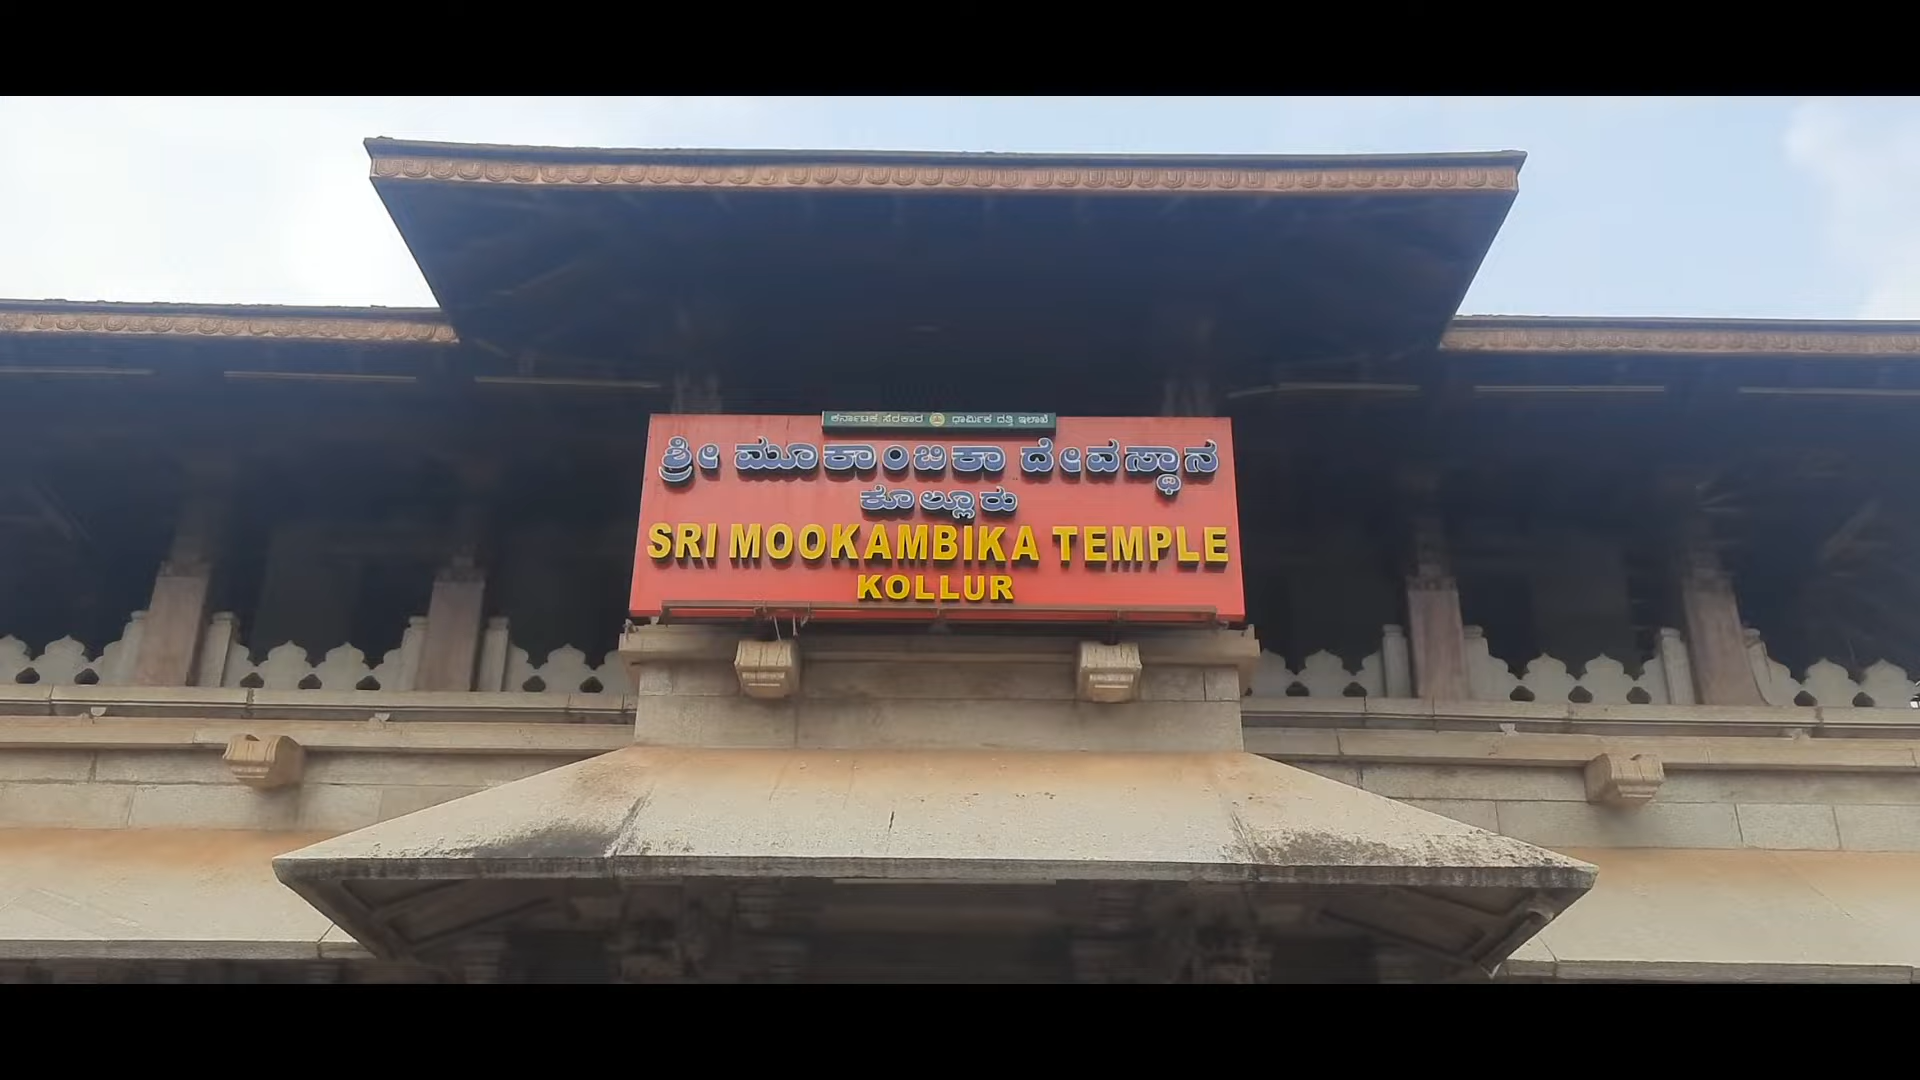 ಕರ್ನಾಟಕ ಸರಕಾರ ಧಾರ್ಮಿಕ ದತ್ತಿ ಇಲಾಖೆ
ಶ್ರೀ ಮೂಕಾಂಬಿಕಾ ದೇವಸ್ಥಾನ
ಕೊಲ್ಲೂರು
SRI MOOKAMBIKA TEMPLE
KOLLUR